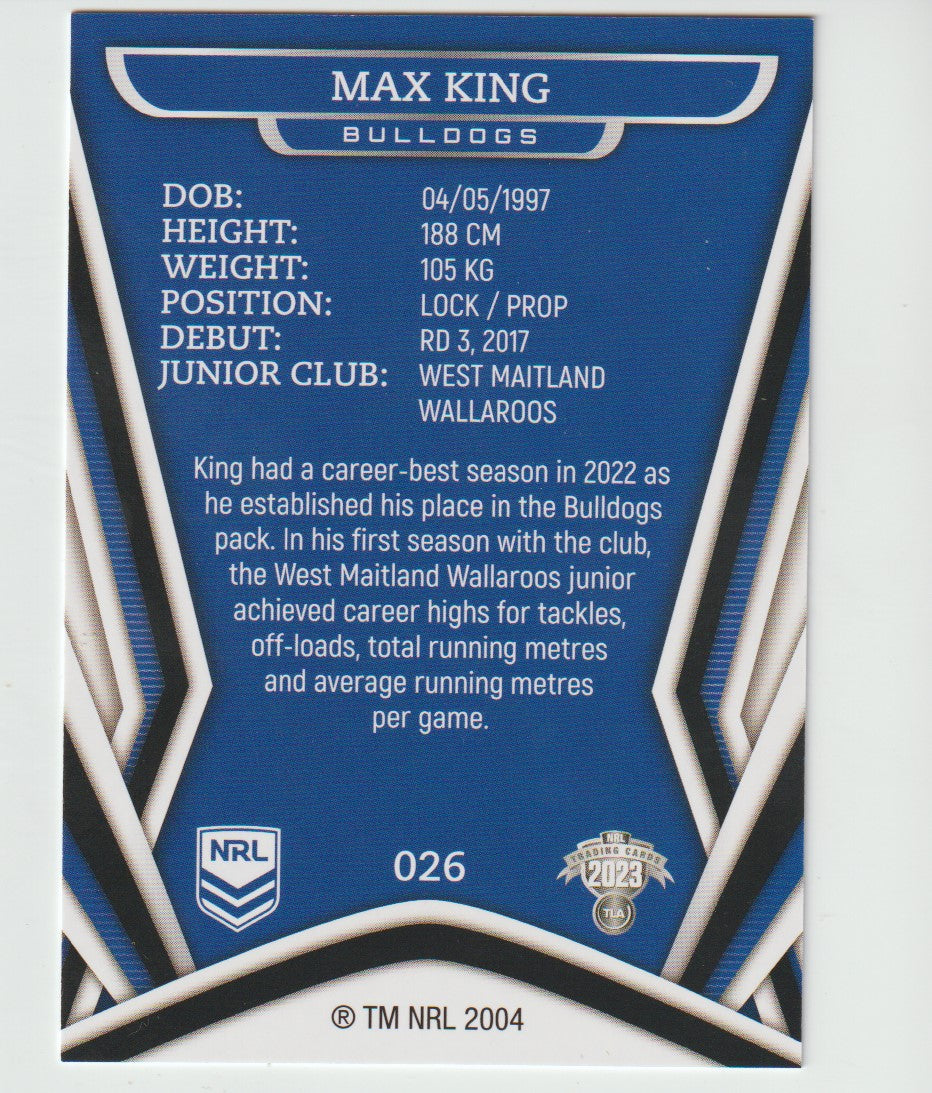 MAX KING
BULLDOGS
DOB: 04/05/1997
HEIGHT: 188 CM
WEIGHT: 105 KG
POSITION: LOCK / PROP
DEBUT: RD 3, 2017
JUNIOR CLUB: WEST MAITLAND
WALLAROOS
King had a career-best season in 2022 as
he established his place in the Bulldogs
pack. In his first season with the club,
the West Maitland Wallaroos junior
achieved career highs for tackles,
off-loads, total running metres
and average running metres
per game.
NRL
026
NRL
TRADING CARDS
2023
TLA
® TM NRL 2004